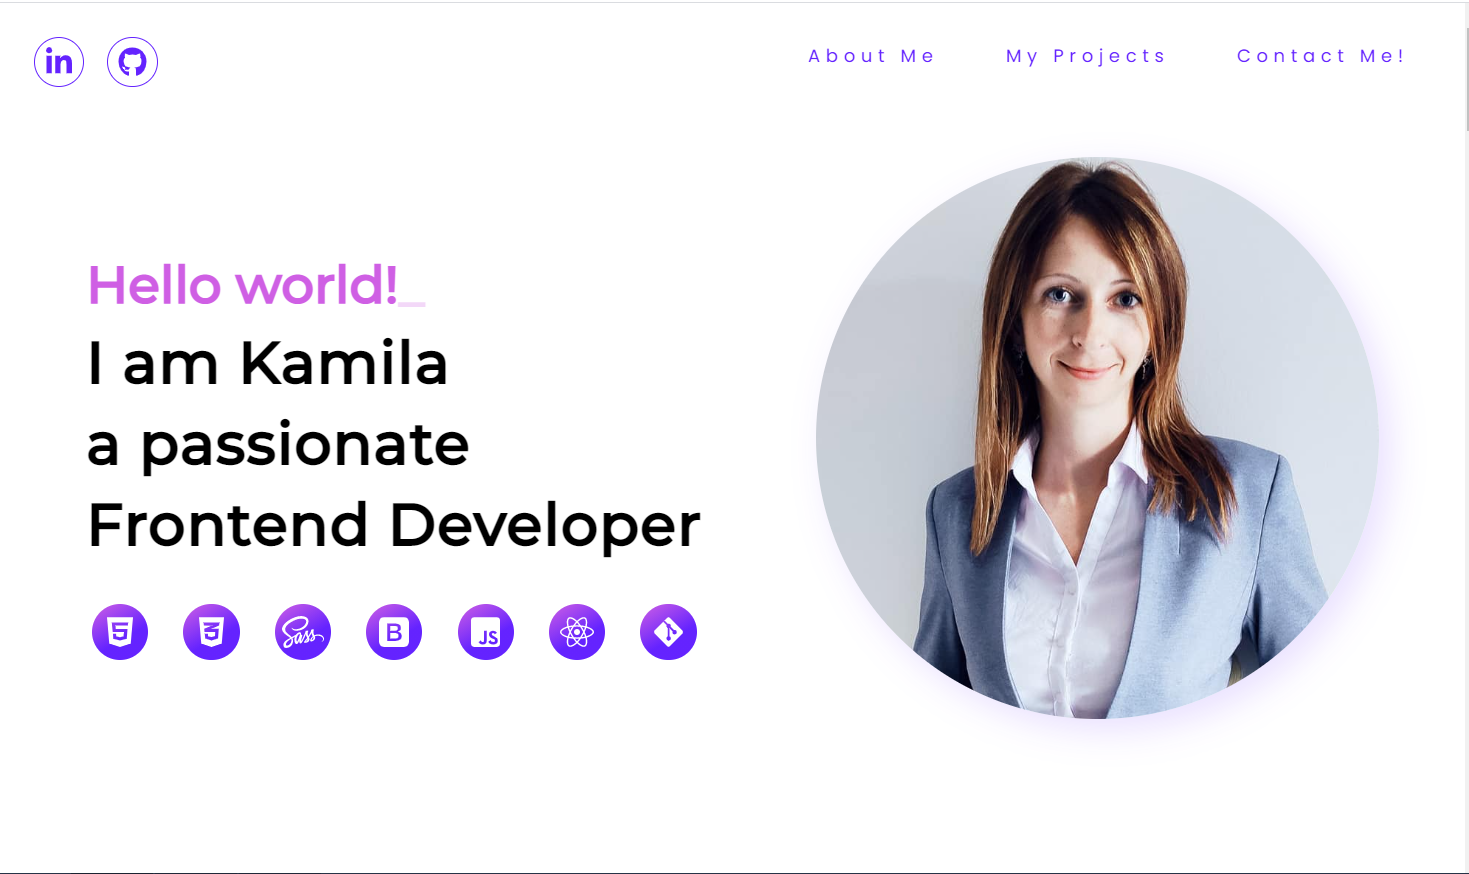 in
About Me
My Projects
Contact Me!
Hello world!_
I am Kamila
a passionate
Frontend Developer
5
3
Sass
B
JS